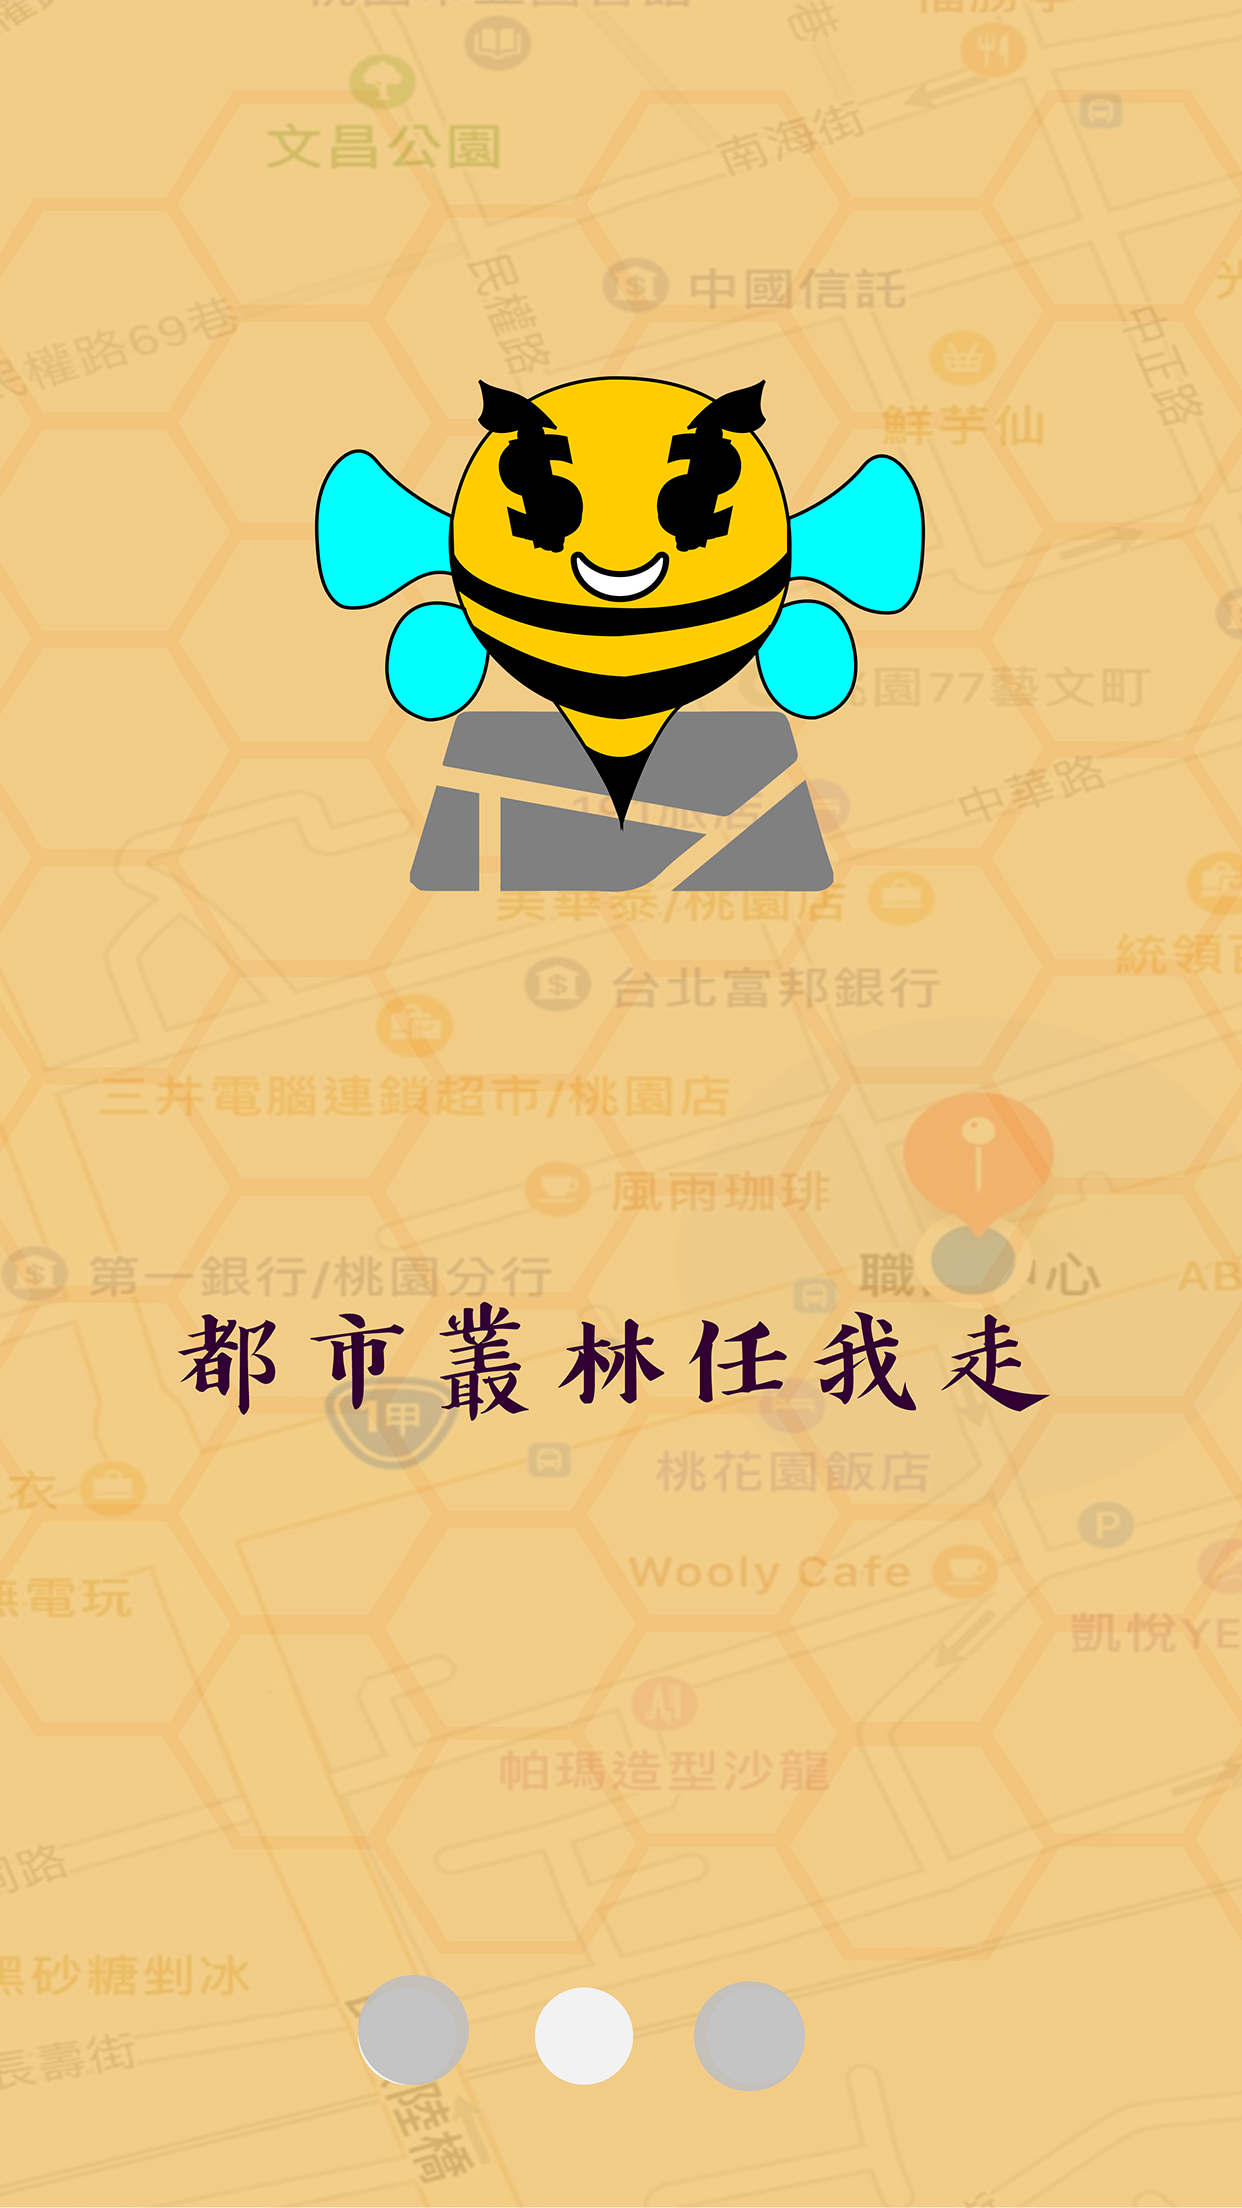 文昌公園
南海街
民權路
中國信託
民權路69巷
中正路
鮮芋仙
園77藝文町
中華路
美華泰/桃園店
台北富邦銀行
統領
三井電腦連鎖超市/桃園店
風雨珈琲
第一銀行/桃園分行
職
心
AB
都市叢林任我走
1甲
桃花園飯店
衣
P
Wooly Cafe
無電玩
凱悅YE
帕瑪造型沙龍
路
黑砂糖剉冰
長壽街
陸橋